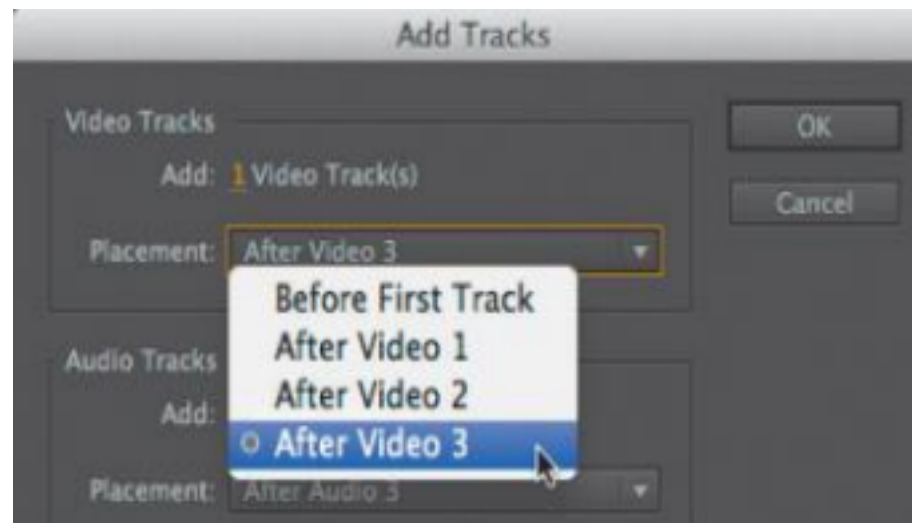 Add Tracks
Video Tracks
Add: 1 Video Track(s)
OK
Cancel
Placement: After Video 3
Before First Track
After Video 1
After Video 2
After Video 3
Audio Tracks
Add:
Placement: After Audio 3